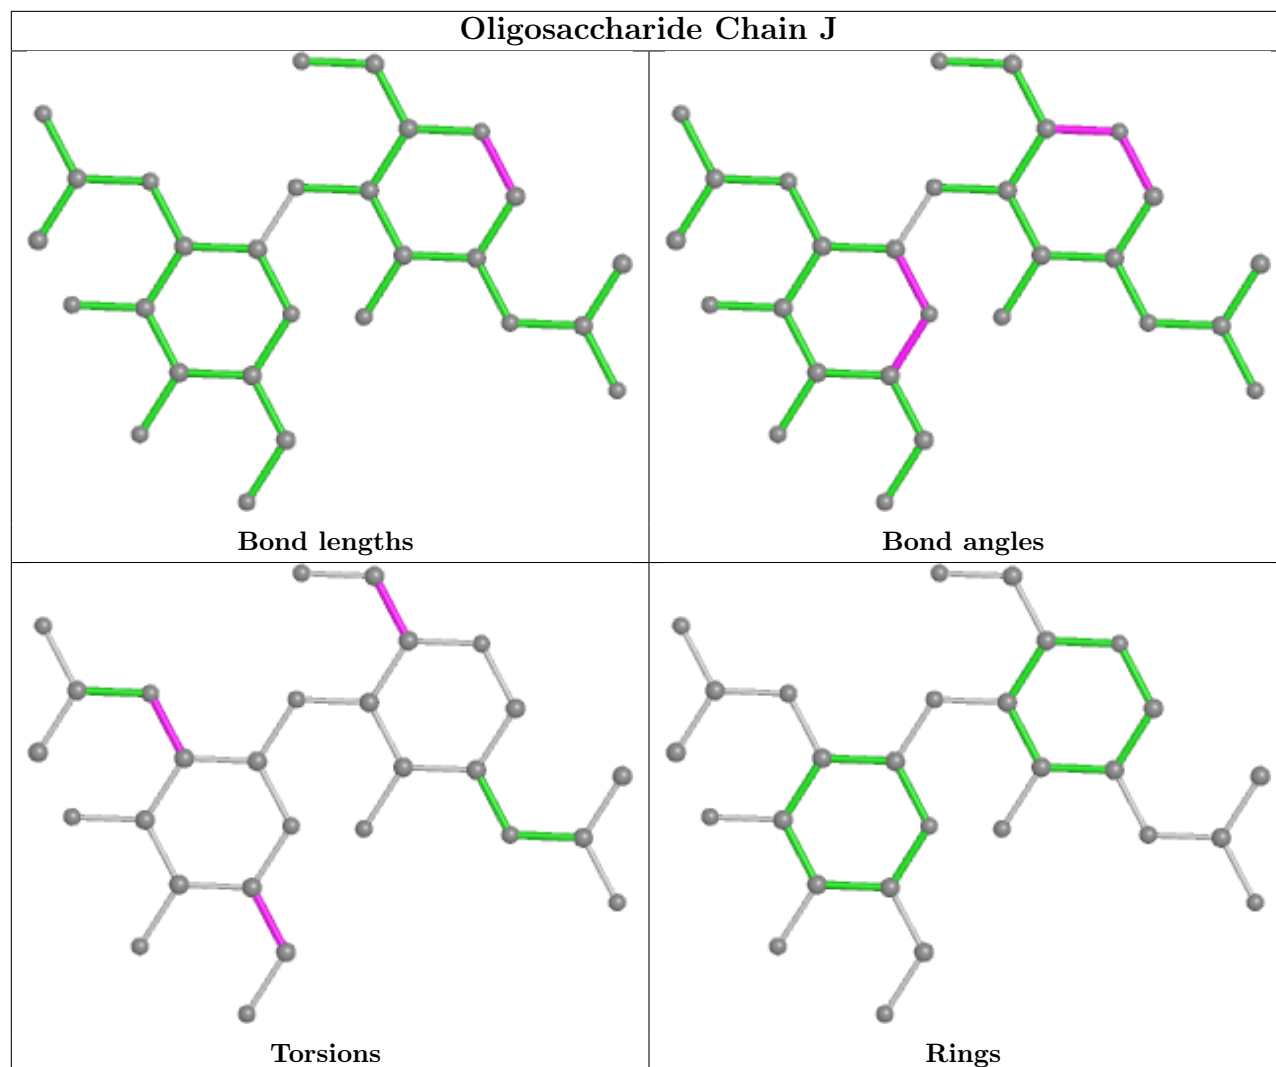 Oligosaccharide Chain J
Bond lengths
Bond angles
Torsions
Rings